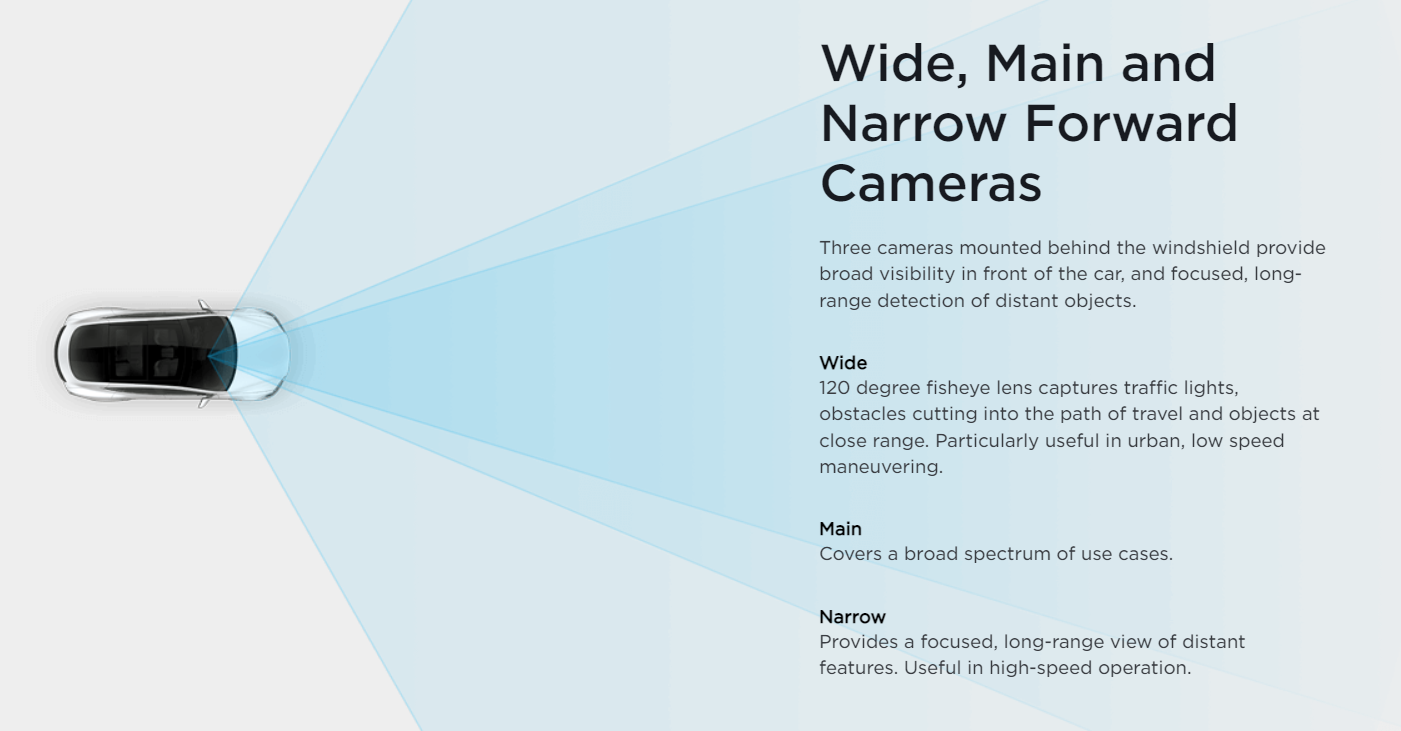 Wide, Main and
Narrow Forward
Cameras
Three cameras mounted behind the windshield provide
broad visibility in front of the car, and focused, long-
range detection of distant objects.
Wide
120 degree fisheye lens captures traffic lights,
obstacles cutting into the path of travel and objects at
close range. Particularly useful in urban, low speed
maneuvering.
Main
Covers a broad spectrum of use cases.
Narrow
Provides a focused, long-range view of distant
features. Useful in high-speed operation.